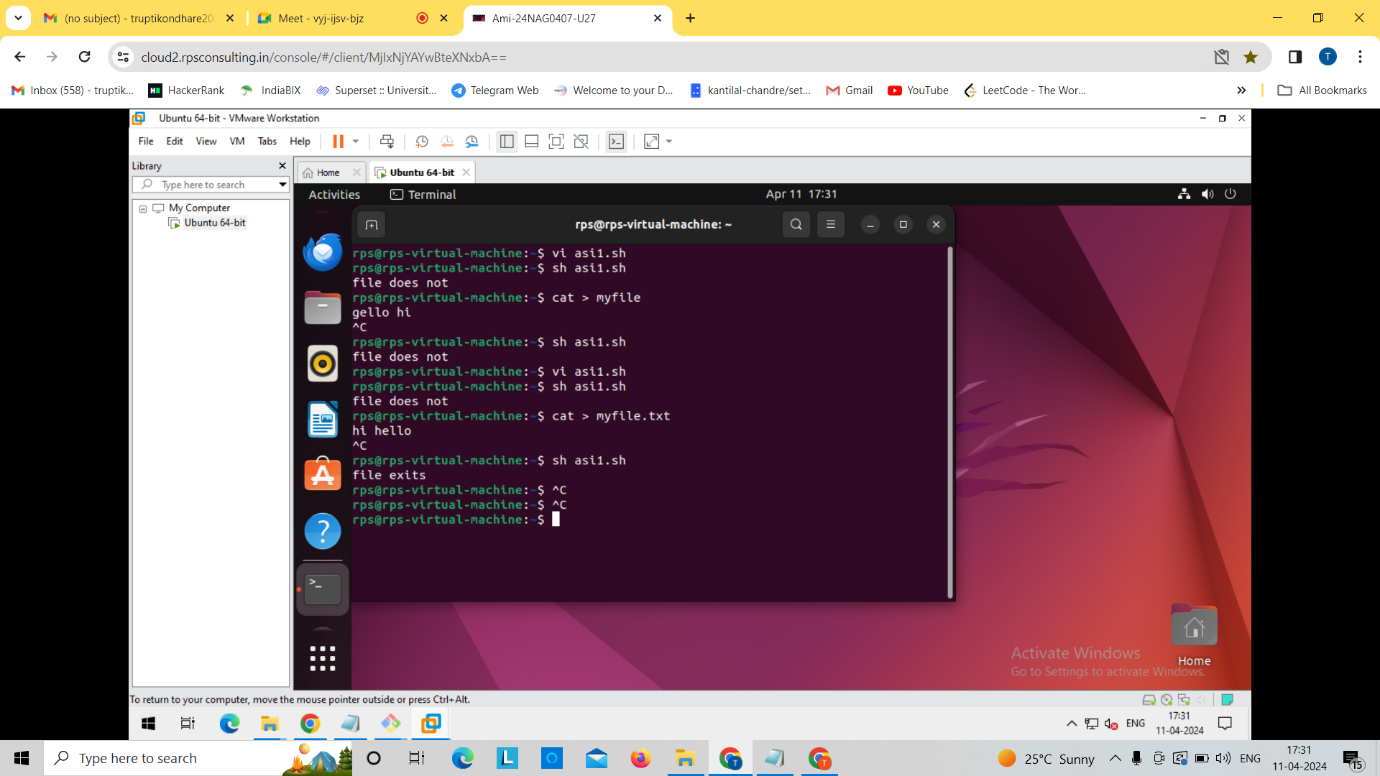 (no subject) - truptikondhare20
Meet - vyj-ijsv-bjz
Ami-24NAG0407-U27
cloud2.rpsconsulting.in/console/#/client/MjIxNjYAYwBteXNxbA==
T
Inbox (558) - truptik...
HackerRank
IndiaBIX
Superset :: Universit...
Telegram Web
Welcome to your D...
kantilal-chandre/set...
Gmail
YouTube
LeetCode - The Wor...
All Bookmarks
Ubuntu 64-bit - VMware Workstation
File Edit View VM Tabs Help
Library
Home
Ubuntu 64-bit
Type here to search
Activities
Terminal
Apr 11 17:31
My Computer
Ubuntu 64-bit
rps@rps-virtual-machine: ~
rps@rps-virtual-machine:~$ vi asi1.sh
rps@rps-virtual-machine:~$ sh asi1.sh
file does not
rps@rps-virtual-machine:~$ cat > myfile
gello hi
^C
rps@rps-virtual-machine:~$ sh asi1.sh
file does not
rps@rps-virtual-machine:~$ vi asi1.sh
rps@rps-virtual-machine:~$ sh asi1.sh
file does not
rps@rps-virtual-machine:~$ cat > myfile.txt
hi hello
^C
rps@rps-virtual-machine:~$ sh asi1.sh
file exits
rps@rps-virtual-machine:~$ ^C
rps@rps-virtual-machine:~$ ^C
rps@rps-virtual-machine:~$
Activate Windows
Go to Settings to activate Windows.
Home
To return to your computer, move the mouse pointer outside or press Ctrl+Alt.
ENG
17:31
11-04-2024
Type here to search
25°C Sunny
ENG
17:31
11-04-2024
15